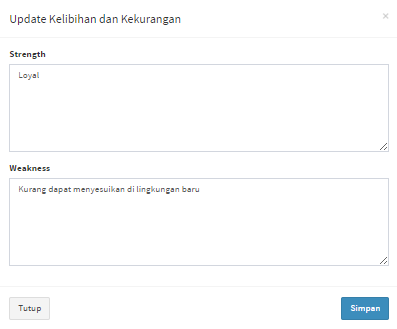 Update Kelibihan dan Kekurangan
×
Strength
Loyal
Weakness
Kurang dapat menyesuikan di lingkungan baru
Tutup
Simpan